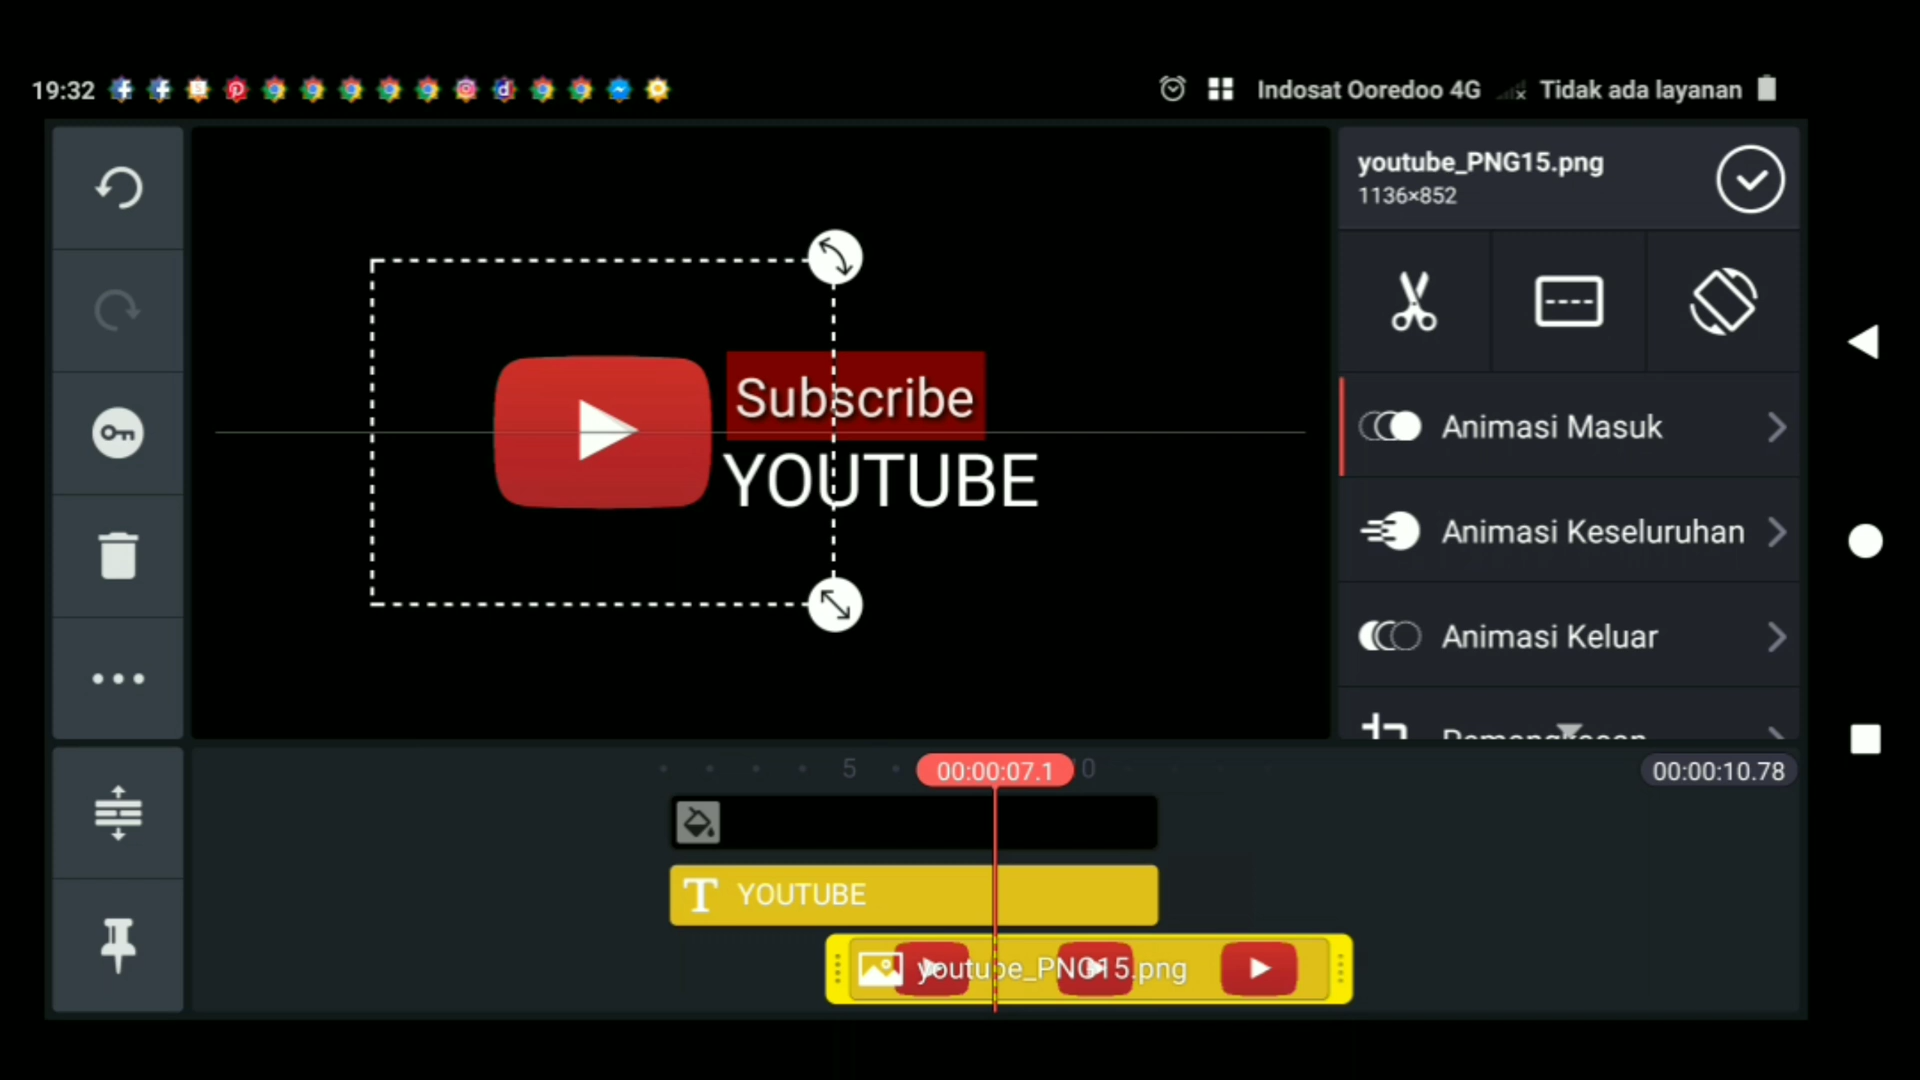 19:32 Indosat Ooredoo 4G Tidak ada layanan
youtube_PNG15.png
1136×852
Subscribe
YOUTUBE
Animasi Masuk
Animasi Keseluruhan
Animasi Keluar
5 00:00:07.1 0 00:00:10.78
YOUTUBE
youtube_PNG15.png